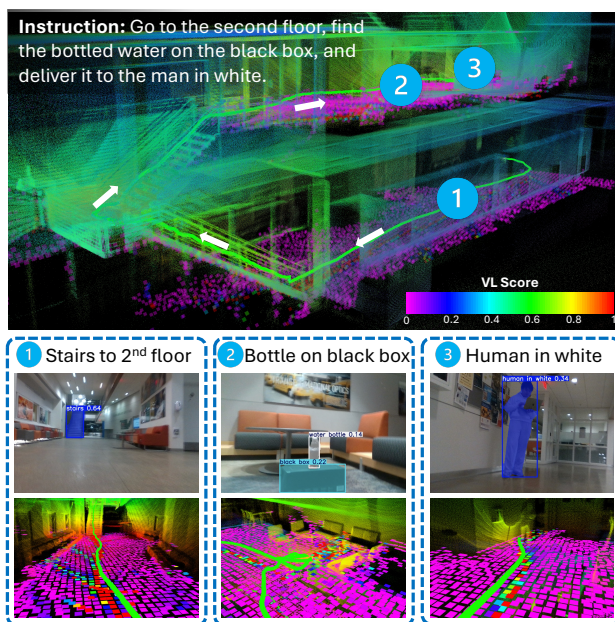 Instruction: Go to the second floor, find
the bottled water on the black box, and
deliver it to the man in white.
2
3
1
VL Score
0 0.2 0.4 0.6 0.8 1
1 Stairs to 2nd floor
2 Bottle on black box
3 Human in white
stairs 0.64
NATIONAL OPTICS
water bottle 0.14
black box 0.22
human in white 0.34